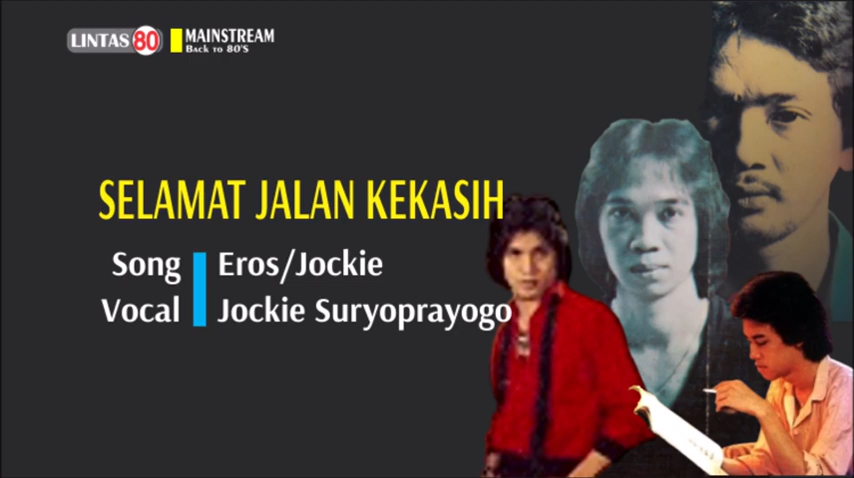 LINTAS 80 MAINSTREAM
BACK TO 80'S
SELAMAT JALAN KEKASIH
Song Eros/Jockie
Vocal Jockie Suryoprayogo